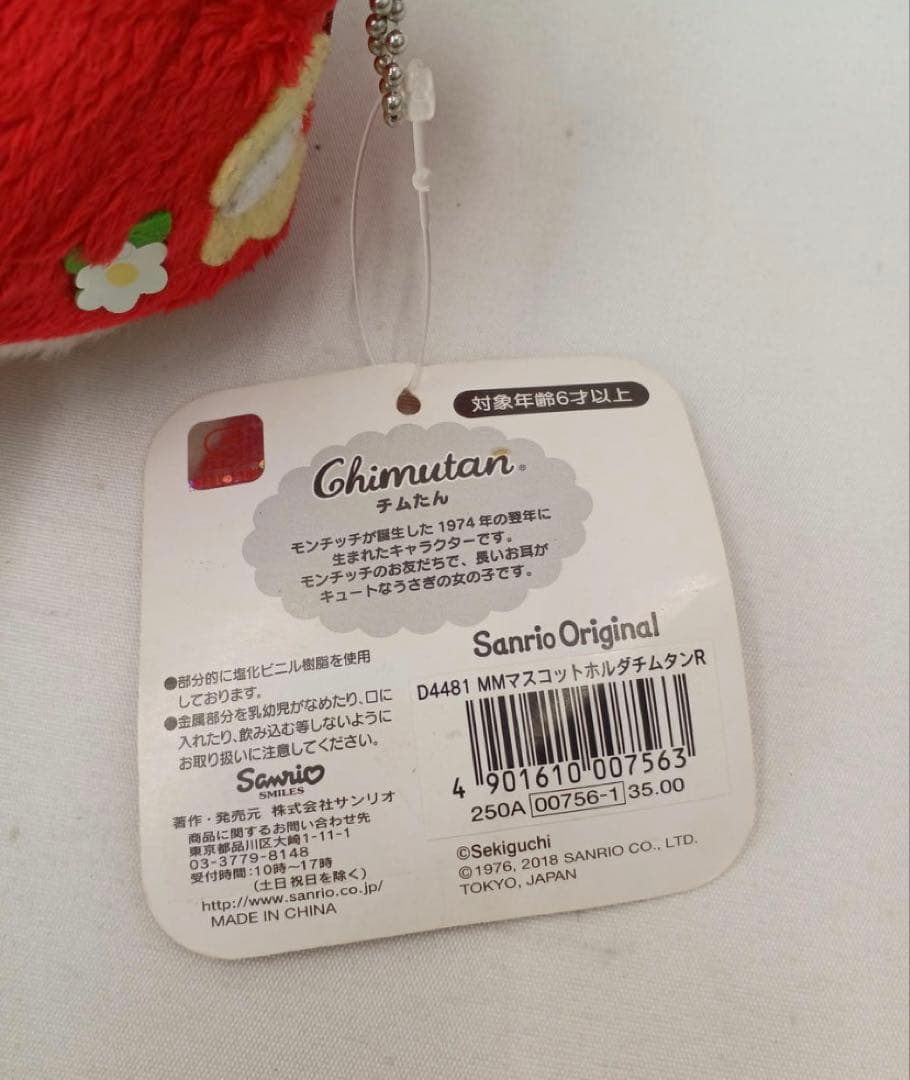 対象年齢6才以上
Chimutan®
チムたん
モンチッチが誕生した1974年の翌年に
生まれたキャラクターです。
モンチッチのお友だちで、長いお耳が
キュートなうさぎの女の子です。
Sanrio Original
D4481 MMマスコットホルダチムタンR
4 901610 007563
250A 00756-1 35.00
●部分的に塩化ビニル樹脂を使用
しております。
●金属部分を乳幼児がなめたり、口に
入れたり、飲み込む等しないように
お取り扱いに注意してください。
Sanrio
SMILES
著作・発売元 株式会社サンリオ
商品に関するお問い合わせ先
東京都品川区大崎1-11-1
03-3779-8148
受付時間:10時～17時
(土日祝日を除く)
http://www.sanrio.co.jp/
MADE IN CHINA
©Sekiguchi
©1976, 2018 SANRIO CO., LTD.
TOKYO, JAPAN